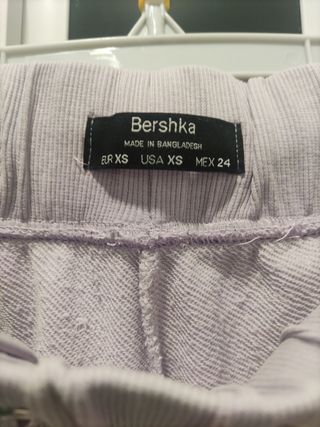 Bershka
MADE IN BANGLADESH
EUR XS USA XS MEX 24